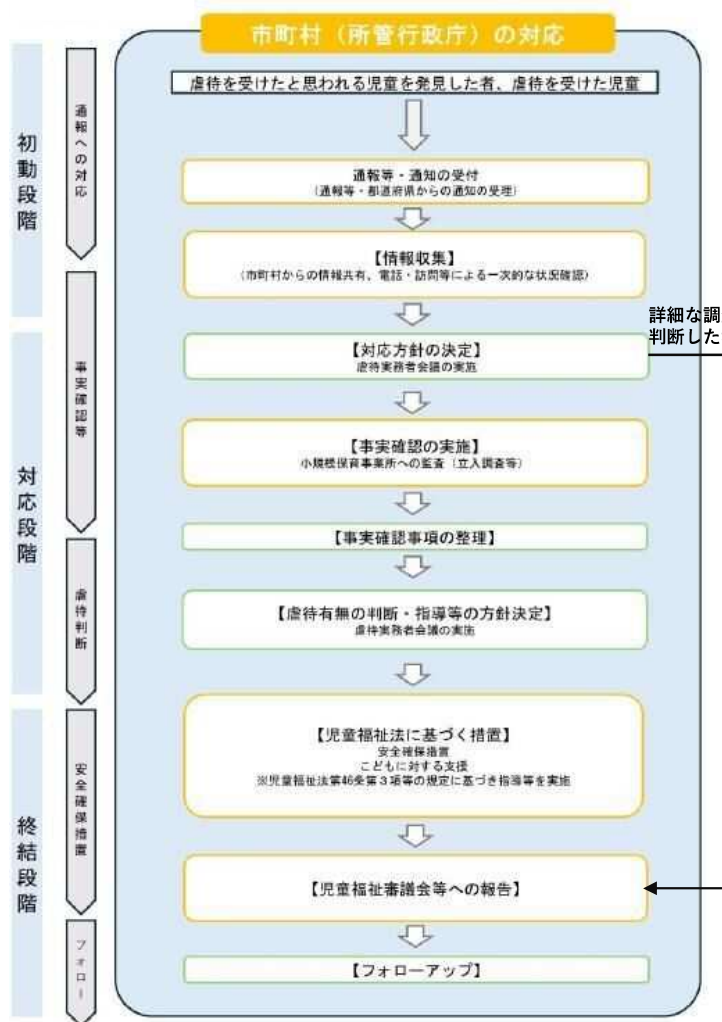 市町村（所管行政庁）の対応
虐待を受けたと思われる児童を発見した者、虐待を受けた児童
初動段階
通報への対応
通報等・通知の受付
（通報等・都道府県からの通知の受理）
【情報収集】
（市町村からの情報共有、電話・訪問等による一次的な状況確認）
詳細な調
判断した
対応段階
事実確認等
【対応方針の決定】
虐待実務者会議の実施
【事実確認の実施】
小規模保育事業所への監査（立入調査等）
【事実確認事項の整理】
虐待判断
【虐待有無の判断・指導等の方針決定】
虐待実務者会議の実施
終結段階
安全確保措置
【児童福祉法に基づく措置】
安全確保措置
こどもに対する支援
※児童福祉法第46条第３項等の規定に基づき指導等を実施
【児童福祉審議会等への報告】
フォロー
【フォローアップ】